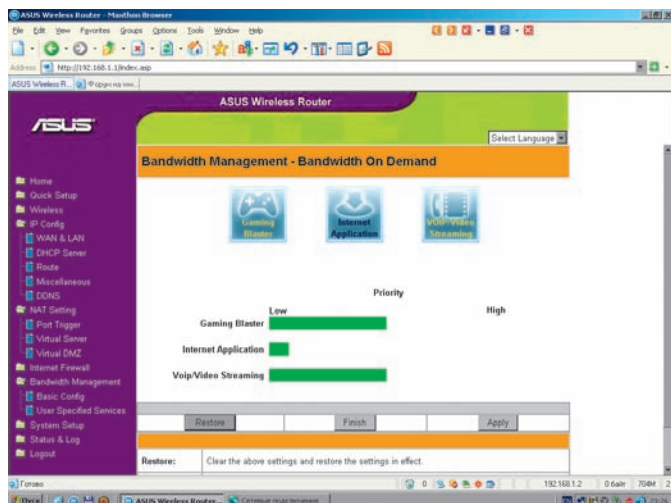 ASUS Wireless Router - Maxthon Browser
File Edit View Favorites Groups Options Tools Window Help
Address http://192.168.1.1/index.asp
ASUS Wireless R...
ASUS Wireless Router
ASUS
Select Language
Bandwidth Management - Bandwidth On Demand
Home
Quick Setup
Wireless
IP Config
WAN & LAN
DHCP Server
Route
Miscellaneous
DDNS
NAT Setting
Port Trigger
Virtual Server
Virtual DMZ
Internet Firewall
Bandwidth Management
Basic Config
User Specified Services
System Setup
Status & Log
Logout
Gaming Blaster
Internet Application
VOIP/Video Streaming
Priority
Low High
Gaming Blaster
Internet Application
Voip/Video Streaming
Restore Finish Apply
Restore: Clear the above settings and restore the settings in effect.
Готово 0 192.168.1.2 0 байт 704M
Пуск ASUS Wireless Router... Сетевые подключения